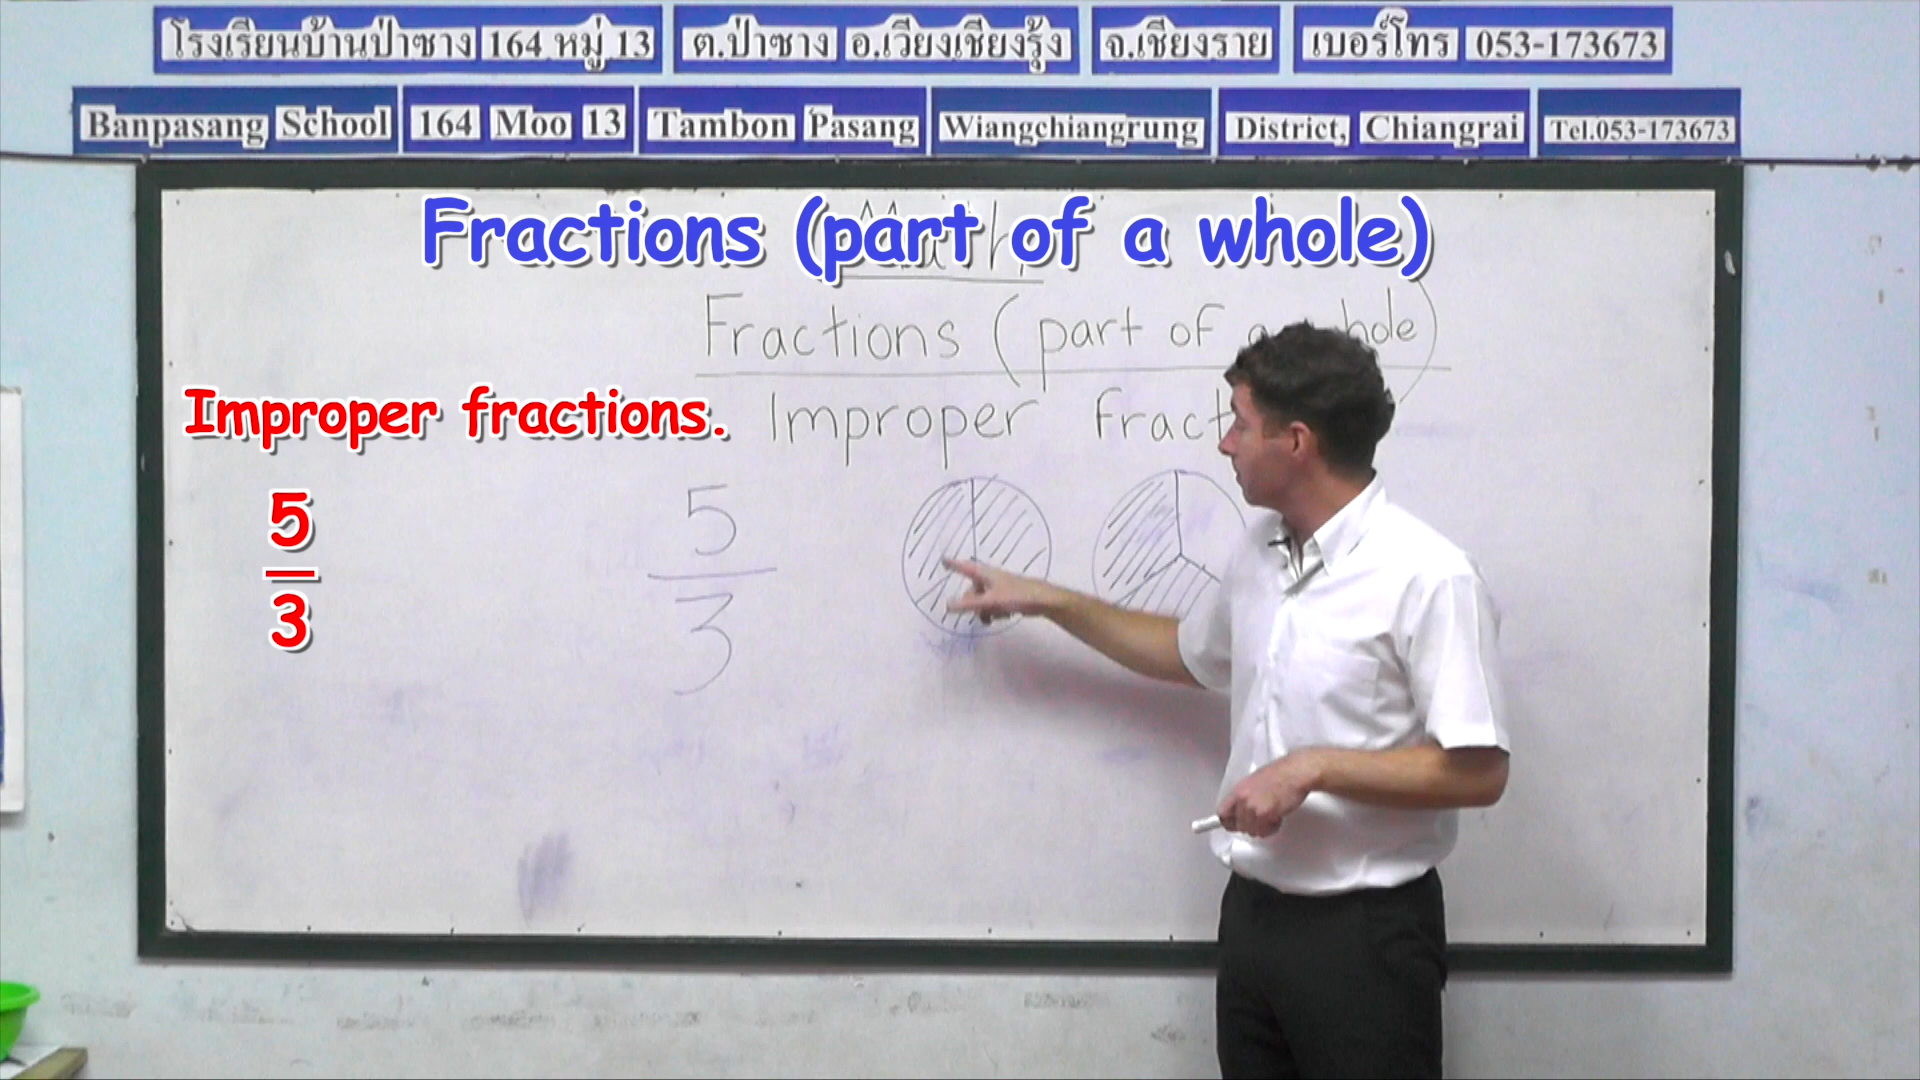 โรงเรียนบ้านป่าซาง 164 หมู่ 13 ต.ป่าซาง อ.เวียงเชียงรุ้ง จ.เชียงราย เบอร์โทร 053-173673
Banpasang School 164 Moo 13 Tambon Pasang Wiangchiangrung District, Chiangrai Tel.053-173673
Fractions (part of a whole)
Fractions (part of
Improper fractions.
Improper fract
5
3
5
3